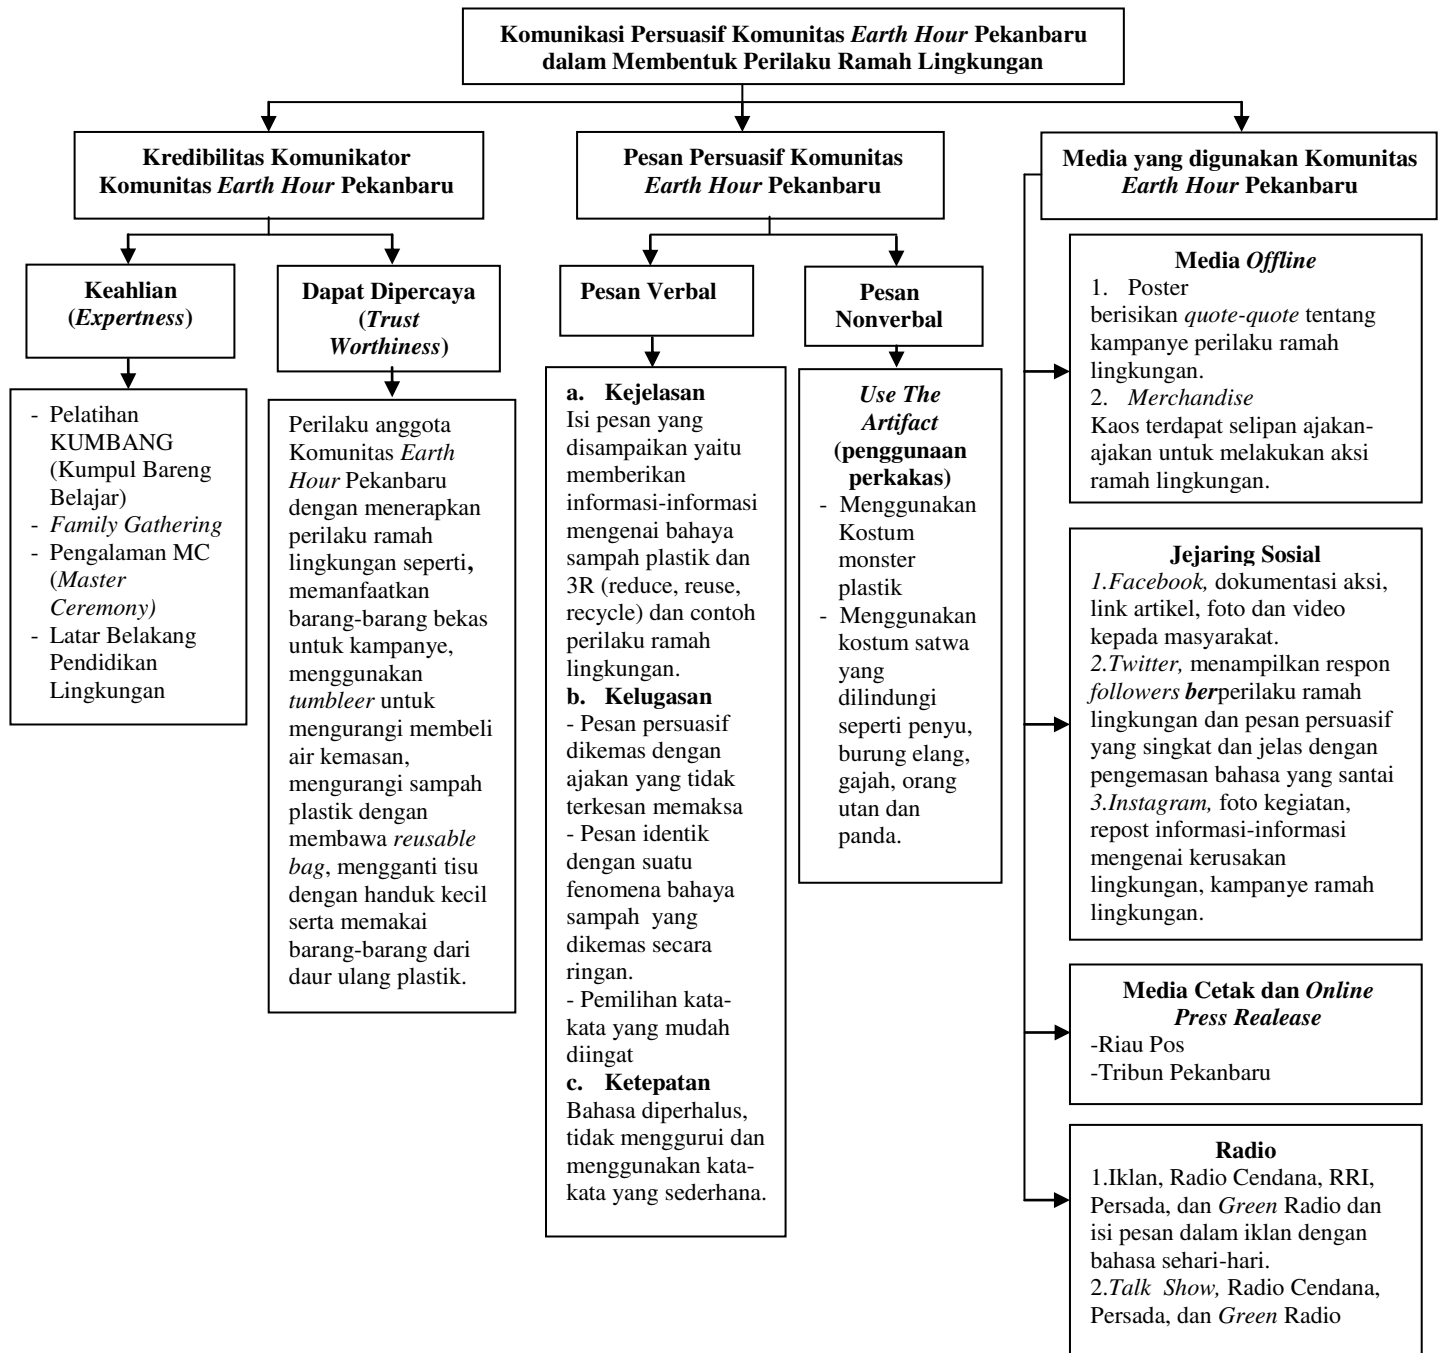 Komunikasi Persuasif Komunitas Earth Hour Pekanbaru
dalam Membentuk Perilaku Ramah Lingkungan
Kredibilitas Komunikator
Komunitas Earth Hour Pekanbaru
Pesan Persuasif Komunitas
Earth Hour Pekanbaru
Media yang digunakan Komunitas
Earth Hour Pekanbaru
Keahlian
(Expertness)
Dapat Dipercaya
(Trust
Worthiness)
Pesan Verbal
Pesan
Nonverbal
- Pelatihan
KUMBANG
(Kumpul Bareng
Belajar)
- Family Gathering
- Pengalaman MC
(Master
Ceremony)
- Latar Belakang
Pendidikan
Lingkungan
Perilaku anggota
Komunitas Earth
Hour Pekanbaru
dengan menerapkan
perilaku ramah
lingkungan seperti,
memanfaatkan
barang-barang bekas
untuk kampanye,
menggunakan
tumbleer untuk
mengurangi membeli
air kemasan,
mengurangi sampah
plastik dengan
membawa reusable
bag, mengganti tisu
dengan handuk kecil
serta memakai
barang-barang dari
daur ulang plastik.
a. Kejelasan
Isi pesan yang
disampaikan yaitu
memberikan
informasi-informasi
mengenai bahaya
sampah plastik dan
3R (reduce, reuse,
recycle) dan contoh
perilaku ramah
lingkungan.
b. Kelugasan
- Pesan persuasif
dikemas dengan
ajakan yang tidak
terkesan memaksa
- Pesan identik
dengan suatu
fenomena bahaya
sampah yang
dikemas secara
ringan.
- Pemilihan kata-
kata yang mudah
diingat
c. Ketepatan
Bahasa diperhalus,
tidak menggurui dan
menggunakan kata-
kata yang sederhana.
Use The
Artifact
(penggunaan
perkakas)
- Menggunakan
Kostum
monster
plastik
- Menggunakan
kostum satwa
yang
dilindungi
seperti penyu,
burung elang,
gajah, orang
utan dan
panda.
Media Offline
1. Poster
berisikan quote-quote tentang
kampanye perilaku ramah
lingkungan.
2. Merchandise
Kaos terdapat selipan ajakan-
ajakan untuk melakukan aksi
ramah lingkungan.
Jejaring Sosial
1.Facebook, dokumentasi aksi,
link artikel, foto dan video
kepada masyarakat.
2.Twitter, menampilkan respon
followers berperilaku ramah
lingkungan dan pesan persuasif
yang singkat dan jelas dengan
pengemasan bahasa yang santai
3.Instagram, foto kegiatan,
repost informasi-informasi
mengenai kerusakan
lingkungan, kampanye ramah
lingkungan.
Media Cetak dan Online
Press Realease
-Riau Pos
-Tribun Pekanbaru
Radio
1.Iklan, Radio Cendana, RRI,
Persada, dan Green Radio dan
isi pesan dalam iklan dengan
bahasa sehari-hari.
2.Talk Show, Radio Cendana,
Persada, dan Green Radio